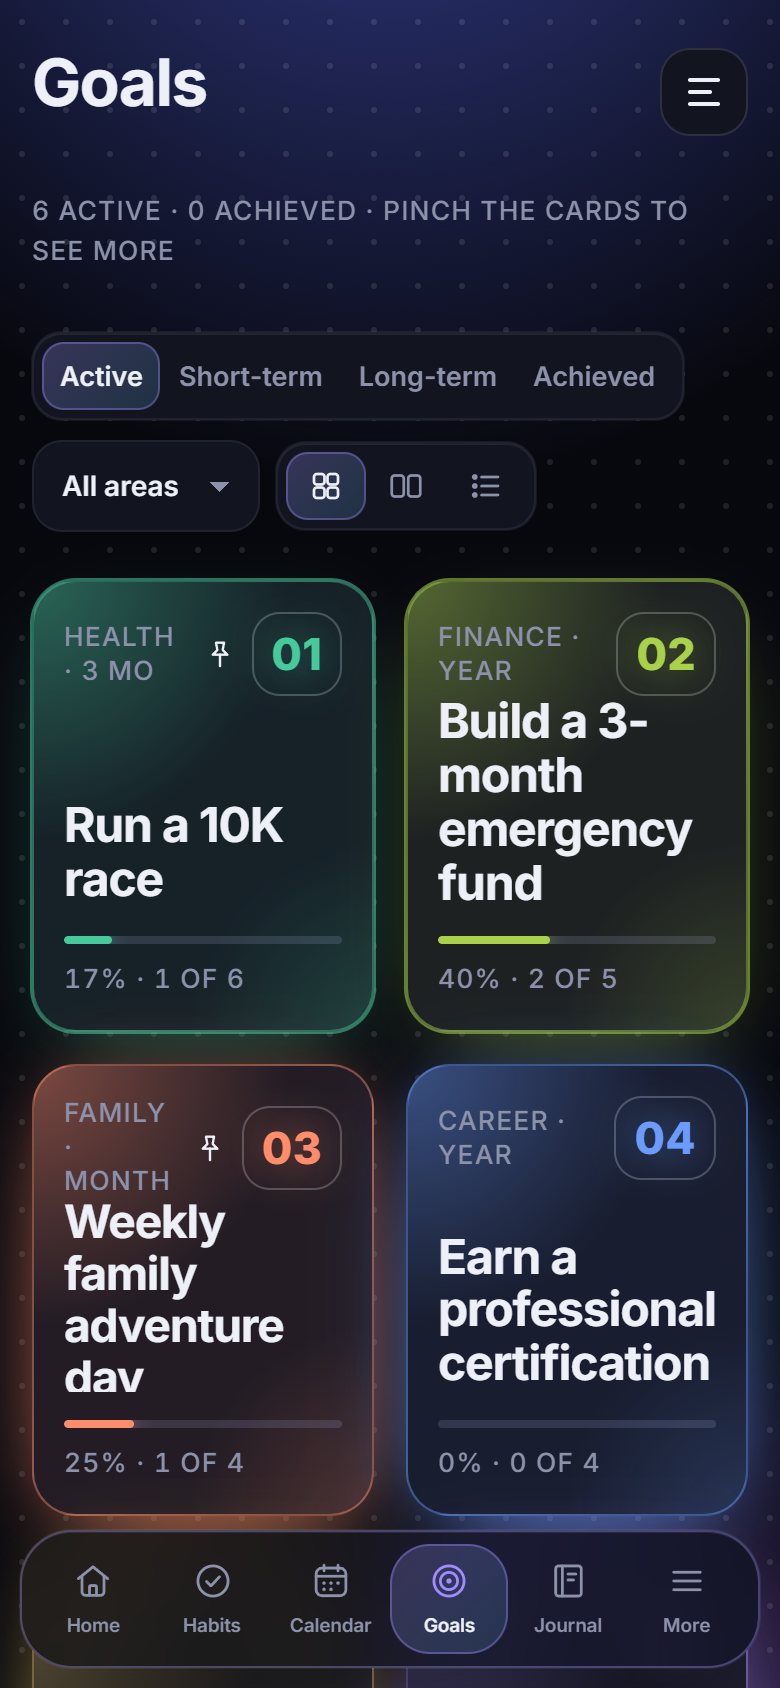 Goals
6 ACTIVE · 0 ACHIEVED · PINCH THE CARDS TO
SEE MORE
Active Short-term Long-term Achieved
All areas
HEALTH
· 3 MO
01
Run a 10K
race
17% · 1 OF 6
FINANCE ·
YEAR
02
Build a 3-
month
emergency
fund
40% · 2 OF 5
FAMILY
·
MONTH
03
Weekly
family
adventure
day
25% · 1 OF 4
CAREER ·
YEAR
04
Earn a
professional
certification
0% · 0 OF 4
Home Habits Calendar Goals Journal More